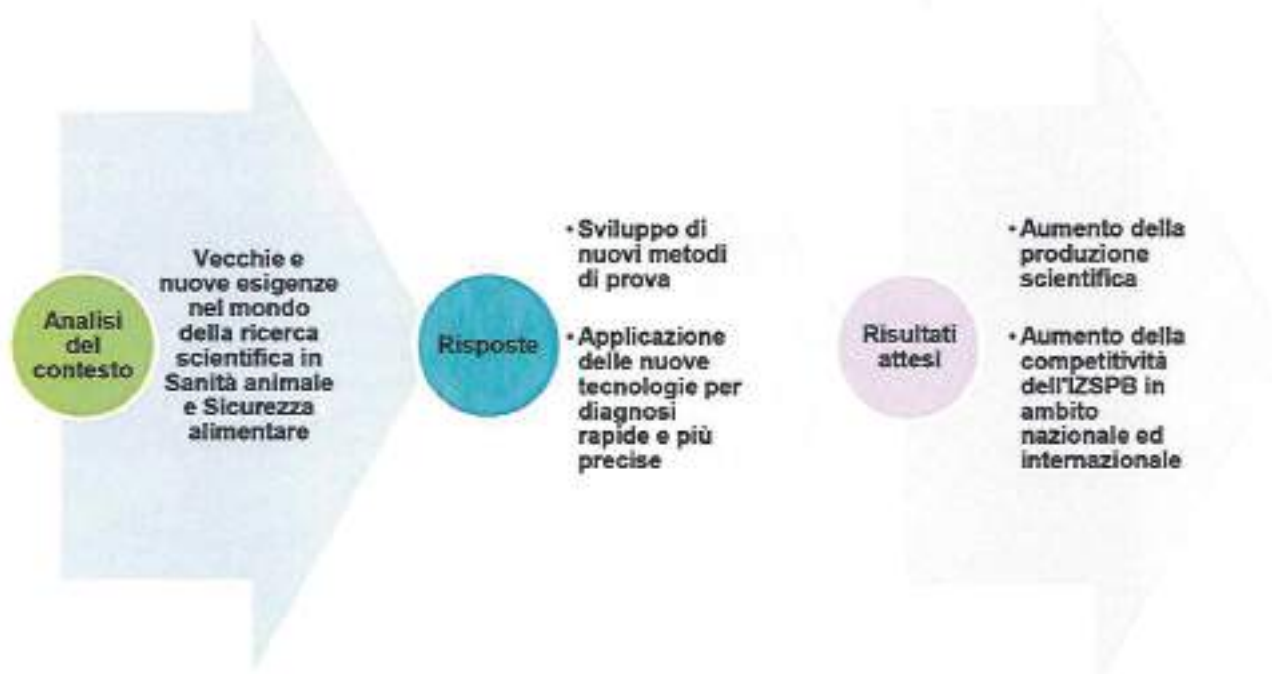 Analisi
del
contesto
Vecchie e
nuove esigenze
nel mondo
della ricerca
scientifica in
Sanità animale
e Sicurezza
alimentare
Risposte
• Sviluppo di
nuovi metodi
di prova
• Applicazione
delle nuove
tecnologie per
diagnosi
rapide e più
precise
Risultati
attesi
• Aumento della
produzione
scientifica
• Aumento della
competitività
dell'IZSPB in
ambito
nazionale ed
internazionale